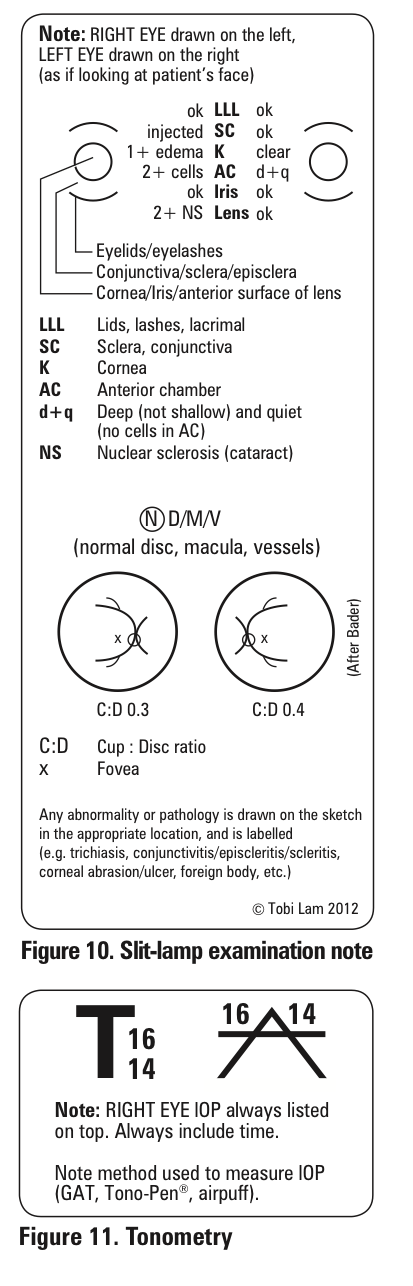 Note: RIGHT EYE drawn on the left,
LEFT EYE drawn on the right
(as if looking at patient's face)
ok LLL ok
injected SC ok
1+ edema K clear
2+ cells AC d+q
ok Iris ok
2+ NS Lens ok
Eyelids/eyelashes
Conjunctiva/sclera/episclera
Cornea/Iris/anterior surface of lens
LLL Lids, lashes, lacrimal
SC Sclera, conjunctiva
K Cornea
AC Anterior chamber
d+q Deep (not shallow) and quiet
(no cells in AC)
NS Nuclear sclerosis (cataract)
Ⓝ D/M/V
(normal disc, macula, vessels)
x x
(After Bader)
C:D 0.3 C:D 0.4
C:D Cup : Disc ratio
x Fovea
Any abnormality or pathology is drawn on the sketch
in the appropriate location, and is labelled
(e.g. trichiasis, conjunctivitis/episcleritis/scleritis,
corneal abrasion/ulcer, foreign body, etc.)
© Tobi Lam 2012
Figure 10. Slit-lamp examination note
T 16 16 14
14
Note: RIGHT EYE IOP always listed
on top. Always include time.
Note method used to measure IOP
(GAT, Tono-Pen®, airpuff).
Figure 11. Tonometry